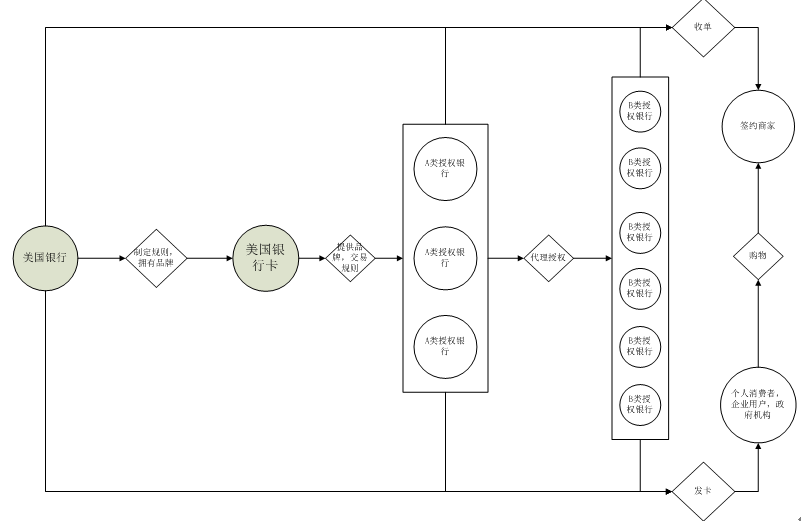 收单
签约商家
美国银行
制定规则，
拥有品牌
美国银
行卡
提供品
牌，交易
规则
A类授权银
行
A类授权银
行
A类授权银
行
代理授权
B类授
权银行
B类授
权银行
B类授
权银行
B类授
权银行
B类授
权银行
B类授
权银行
购物
个人消费者，
企业用户，政
府机构
发卡